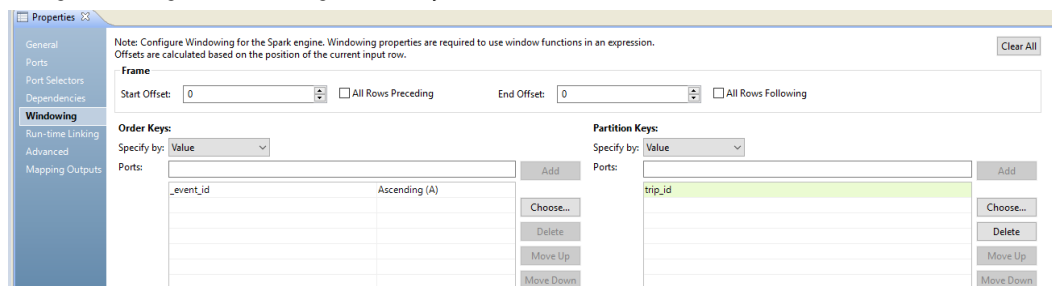 Properties
General
Ports
Port Selectors
Dependencies
Windowing
Run-time Linking
Advanced
Mapping Outputs
Note: Configure Windowing for the Spark engine. Windowing properties are required to use window functions in an expression.
Offsets are calculated based on the position of the current input row.
Clear All
Frame
Start Offset: 0 All Rows Preceding End Offset: 0 All Rows Following
Order Keys:
Specify by: Value
Ports: Add
_event_id Ascending (A)
Choose...
Delete
Move Up
Move Down
Partition Keys:
Specify by: Value
Ports: Add
trip_id
Choose...
Delete
Move Up
Move Down